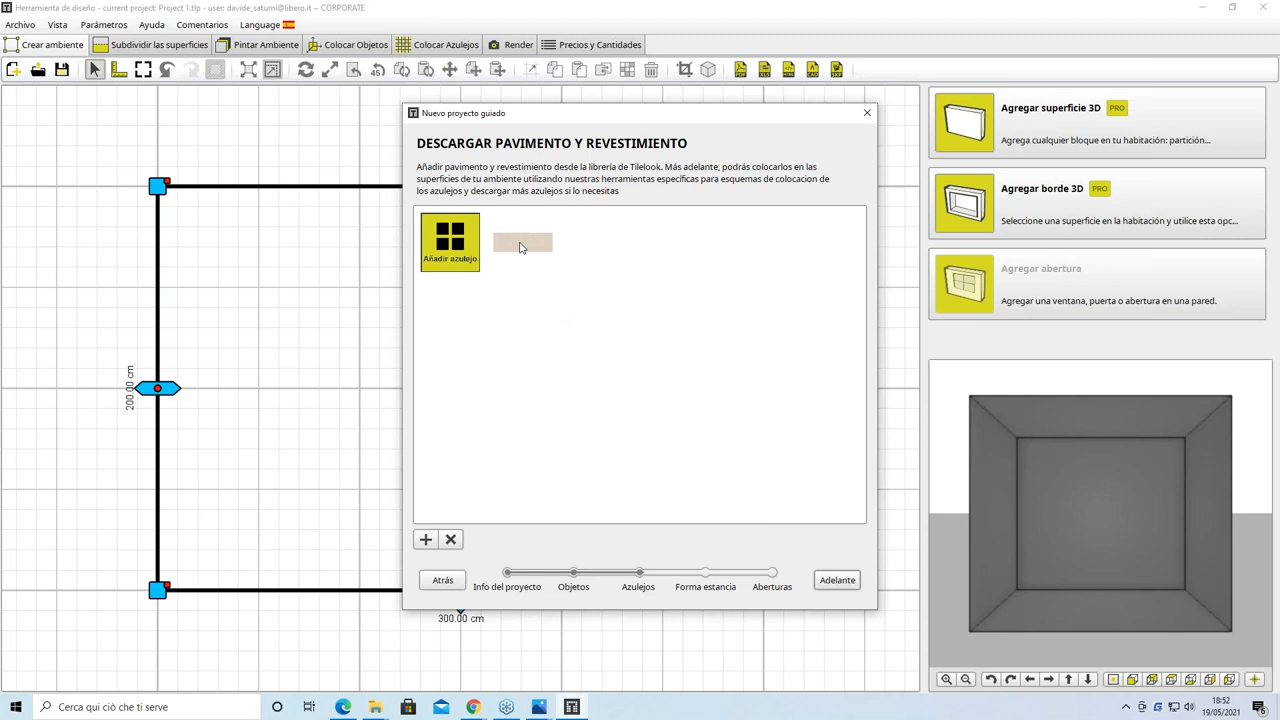 Herramienta de diseño - current project: Project 1.tlp - user: davide_saturni@libero.it – CORPORATE
Archivo Vista Parámetros Ayuda Comentarios Language
Crear ambiente Subdividir las superficies Pintar Ambiente Colocar Objetos Colocar Azulejos Render Precios y Cantidades
Nuevo proyecto guiado
DESCARGAR PAVIMENTO Y REVESTIMIENTO
Añadir pavimento y revestimiento desde la librería de Tilelook. Más adelante, podrás colocarlos en las
superficies de tu ambiente utilizando nuestras herramientas específicas para esquemas de colocacion de
los azulejos y descargar más azulejos si lo necesitas
Añadir azulejo
Atrás
Info del proyecto
Objetos
Azulejos
Forma estancia
Aberturas
Adelante
200.00 cm
300.00 cm
Agregar superficie 3D PRO
Agrega cualquier bloque en tu habitación: partición...
Agregar borde 3D PRO
Seleccione una superficie en la habitación y utilice esta opc...
Agregar abertura
Agregar una ventana, puerta o abertura en una pared.
Cerca qui ciò che ti serve
18:52
19/05/2021